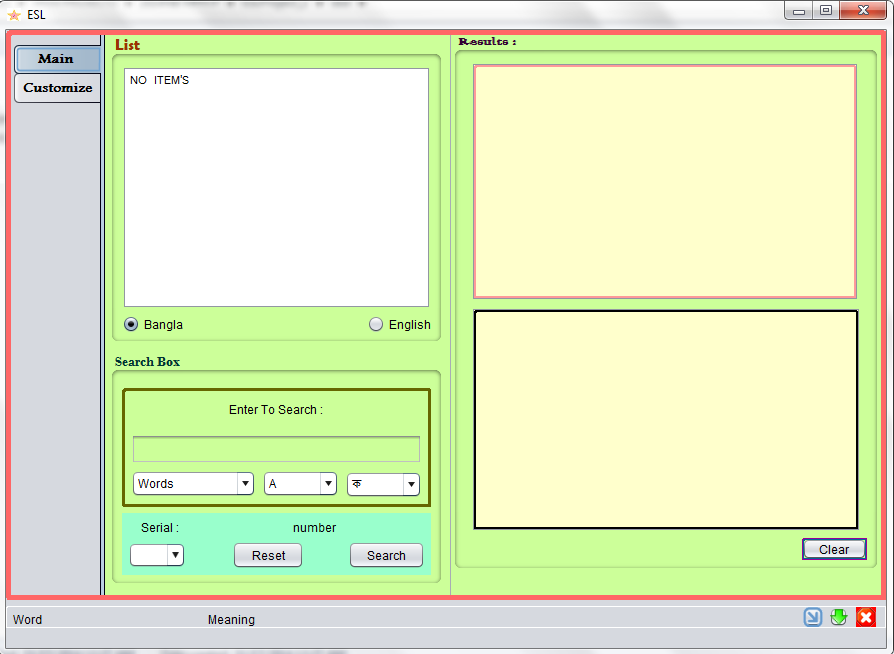 ESL
Main
Customize
List
NO ITEM'S
Bangla
English
Search Box
Enter To Search :
Words
A
ক
Serial :
number
Reset
Search
Results :
Clear
Word
Meaning